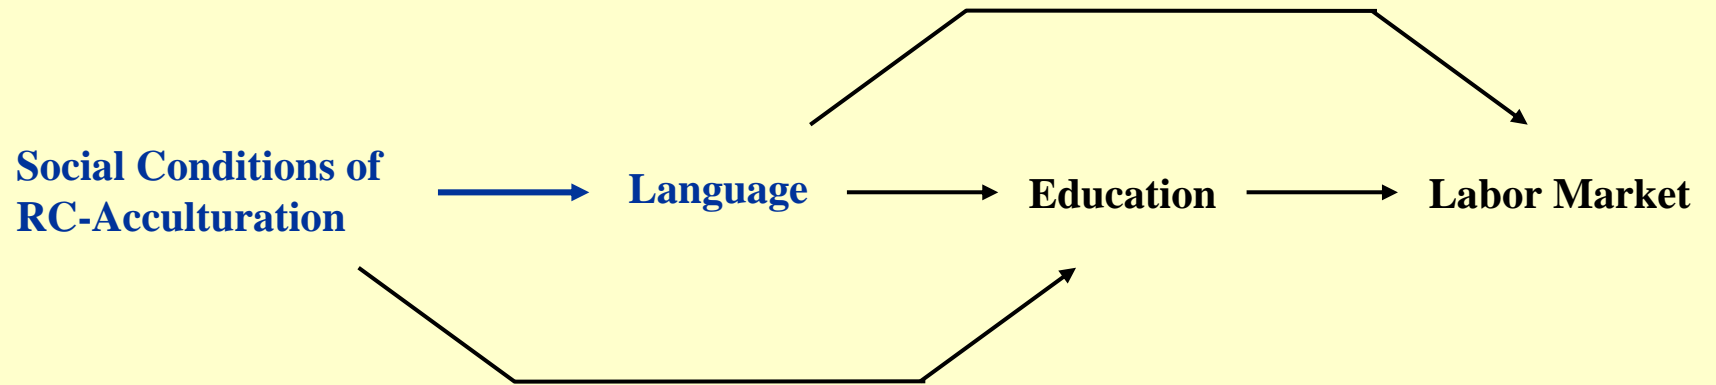 Social Conditions of
RC-Acculturation
Language
Education
Labor Market